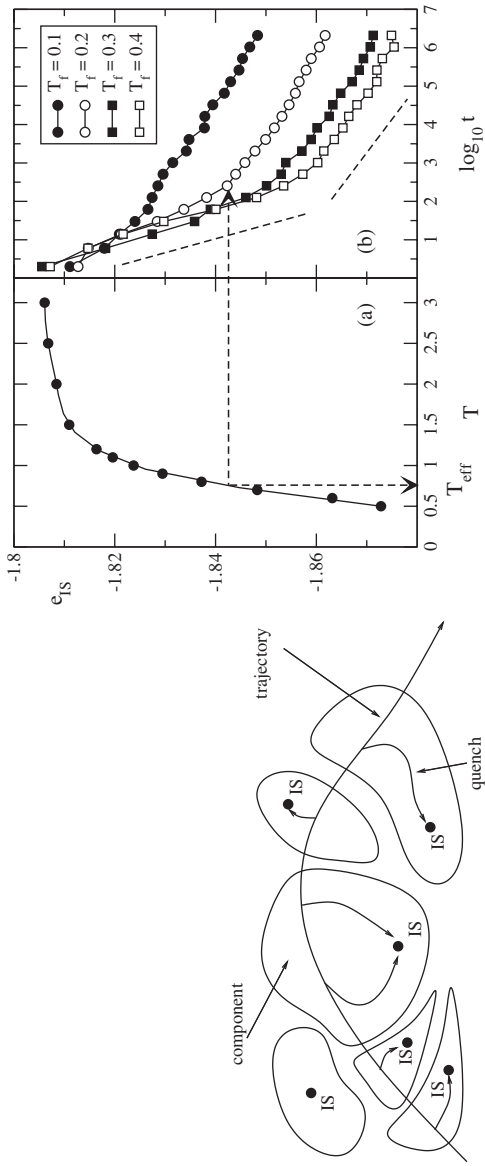 component
trajectory
quench
IS
IS
IS
IS
IS
IS
e_IS
-1.8
-1.82
-1.84
-1.86
0
0.5
1
1.5
2
2.5
3
T_eff
T
(a)
1
2
3
4
5
6
7
log_10 t
(b)
T_f = 0.1
T_f = 0.2
T_f = 0.3
T_f = 0.4